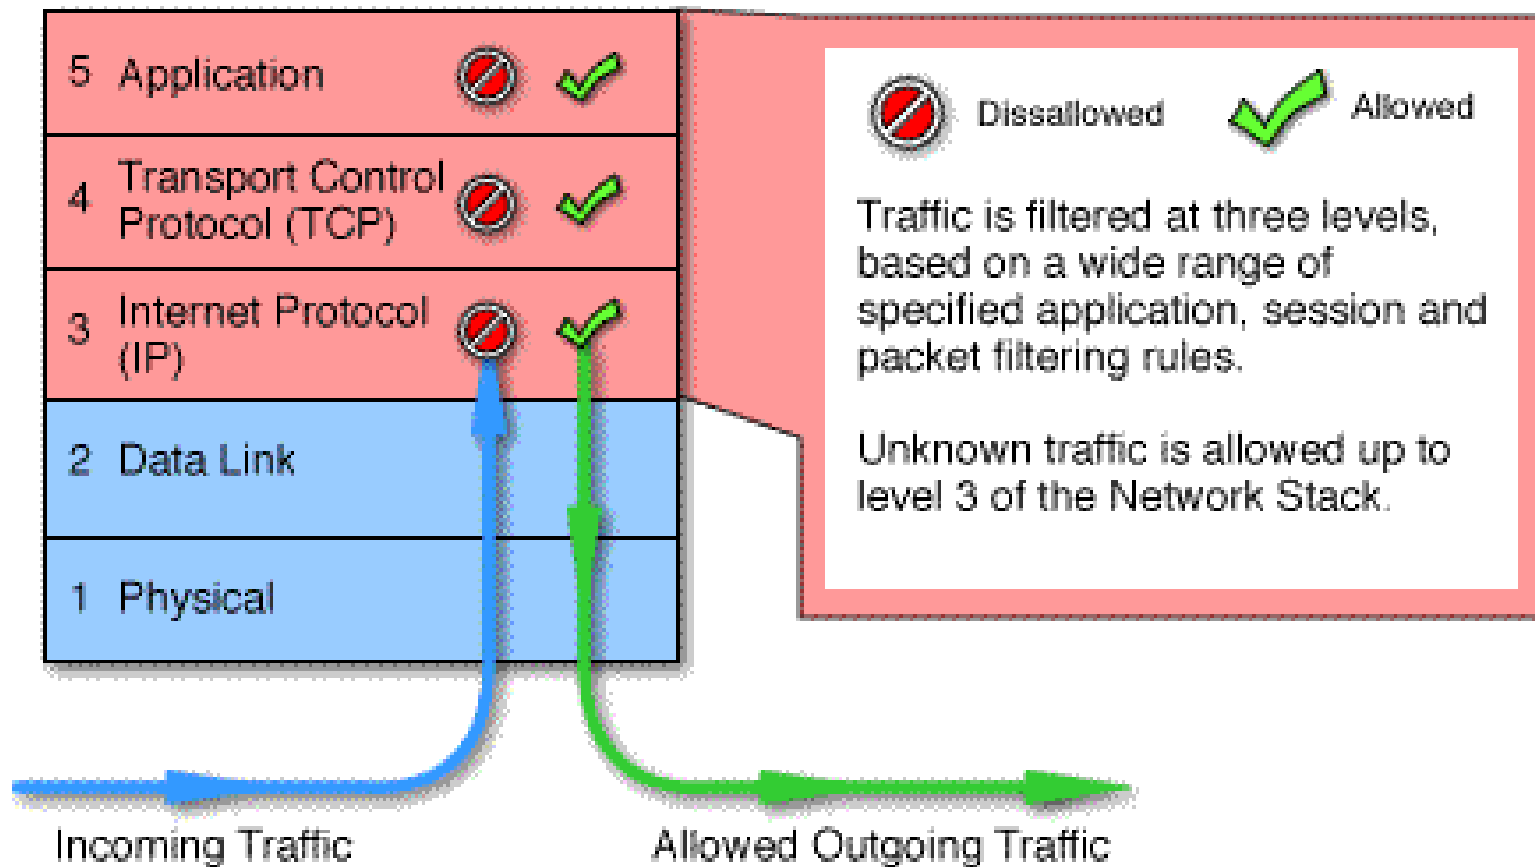 5 Application
4 Transport Control
Protocol (TCP)
3 Internet Protocol
(IP)
2 Data Link
1 Physical
Incoming Traffic
Allowed Outgoing Traffic
Dissallowed
Allowed
Traffic is filtered at three levels,
based on a wide range of
specified application, session and
packet filtering rules.
Unknown traffic is allowed up to
level 3 of the Network Stack.